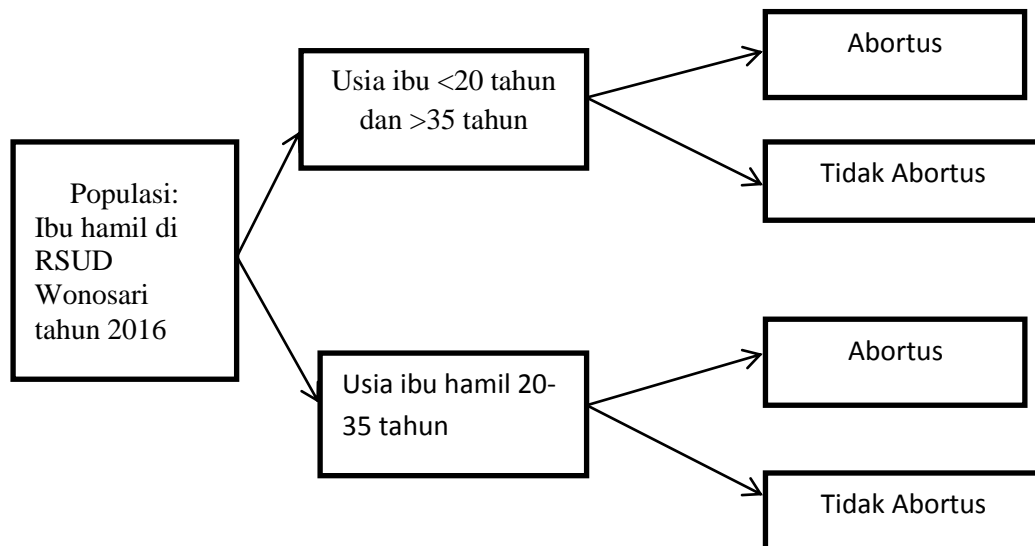 Populasi:
Ibu hamil di
RSUD
Wonosari
tahun 2016
Usia ibu <20 tahun
dan >35 tahun
Abortus
Tidak Abortus
Usia ibu hamil 20-
35 tahun
Abortus
Tidak Abortus